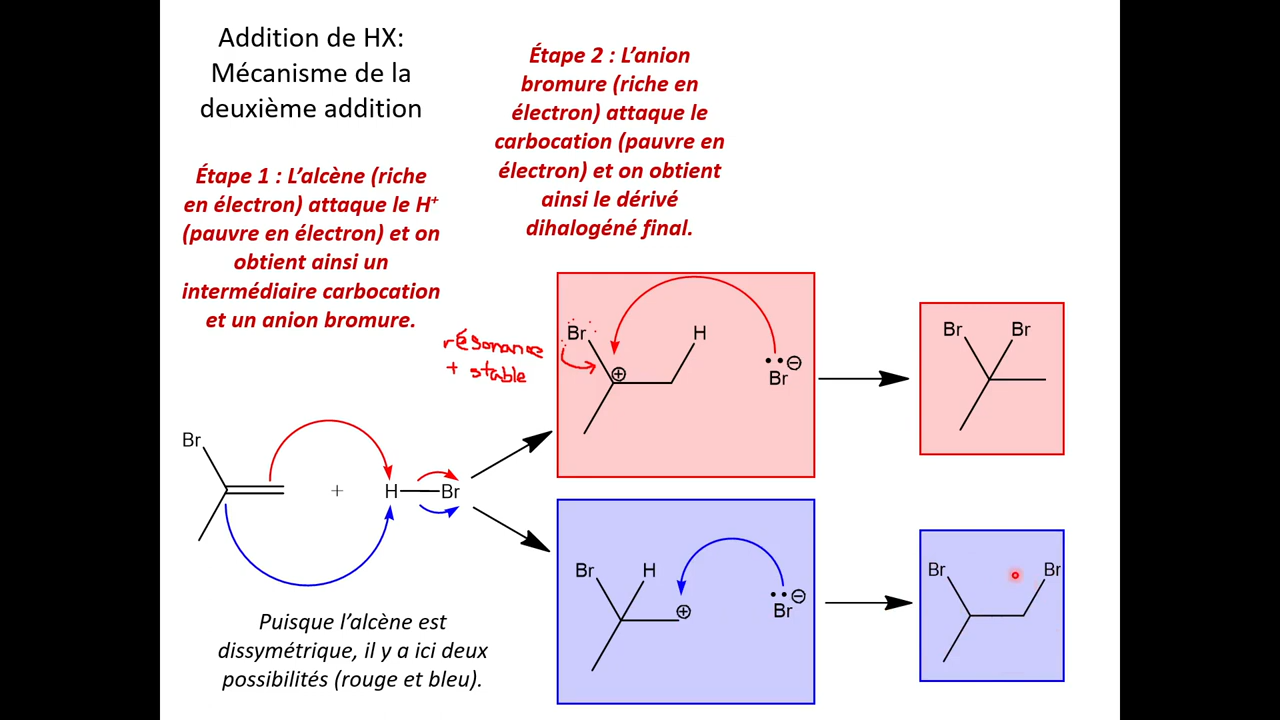 Addition de HX:
Mécanisme de la
deuxième addition
Étape 1 : L’alcène (riche
en électron) attaque le H⁺
(pauvre en électron) et on
obtient ainsi un
intermédiaire carbocation
et un anion bromure.
Étape 2 : L’anion
bromure (riche en
électron) attaque le
carbocation (pauvre en
électron) et on obtient
ainsi le dérivé
dihalogéné final.
résonance
+ stable
Br
H
⊕
Br
⊖
Br
Br
Br
+
H
Br
Br
H
⊕
Br
⊖
Br
Br
Puisque l’alcène est
dissymétrique, il y a ici deux
possibilités (rouge et bleu).